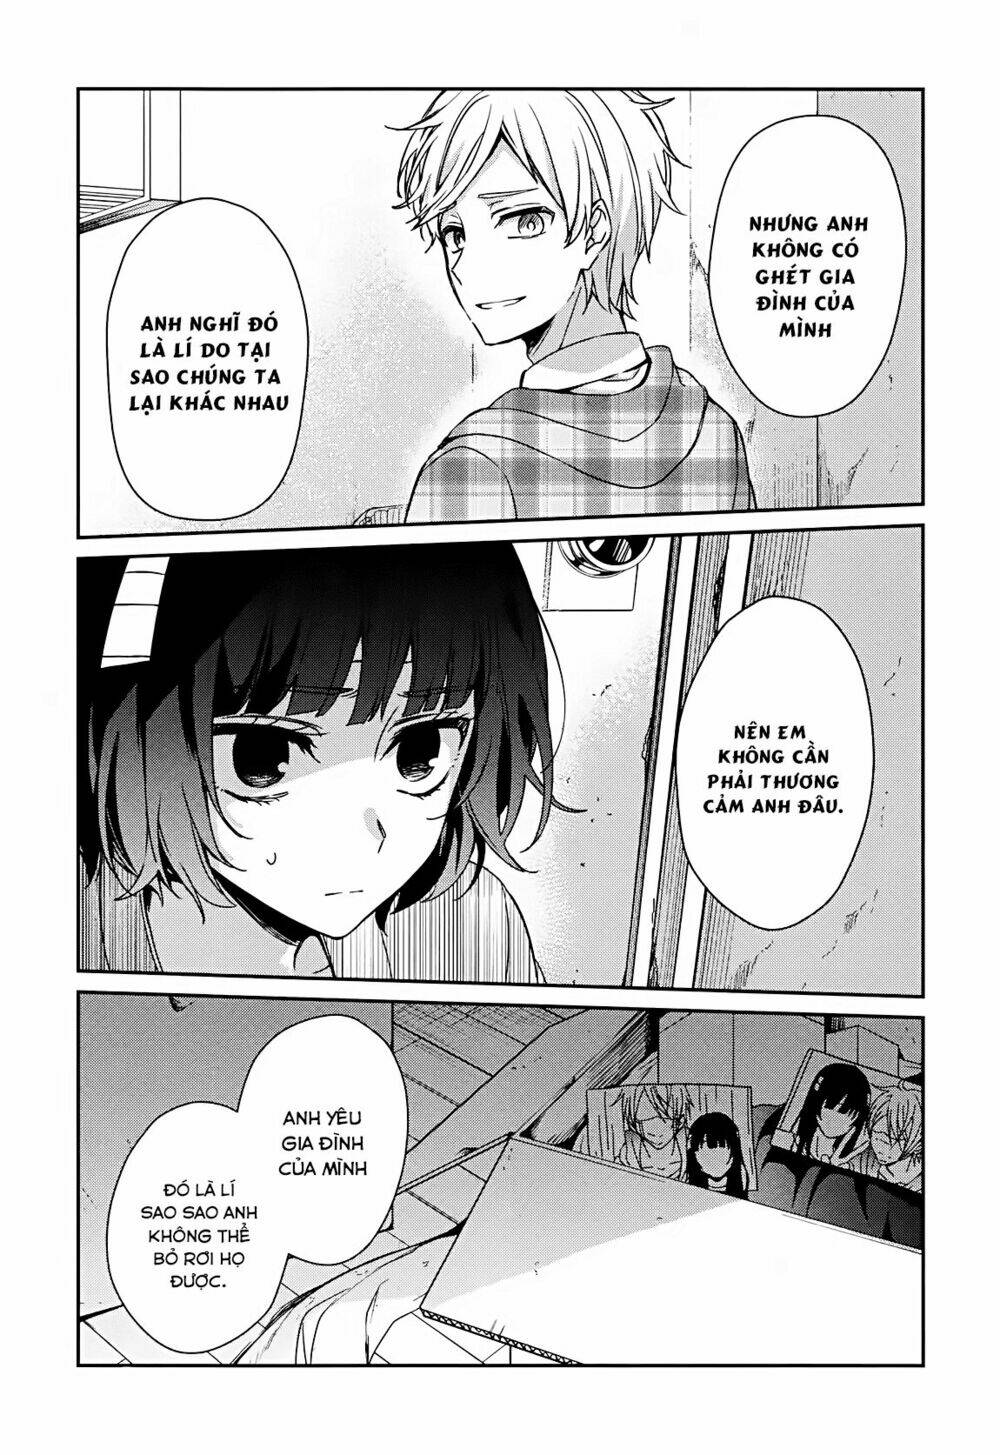 NHƯNG ANH
KHÔNG CÓ
GHÉT GIA
ĐÌNH CỦA
MÌNH
ANH NGHĨ ĐÓ
LÀ LÍ DO TẠI
SAO CHÚNG TA
LẠI KHÁC NHAU
NÊN EM
KHÔNG CẦN
PHẢI THƯƠNG
CẢM ANH ĐÂU.
ANH YÊU
GIA ĐÌNH
CỦA MÌNH
ĐÓ LÀ LÍ
SAO SAO ANH
KHÔNG THỂ
BỎ RƠI HỌ
ĐƯỢC.